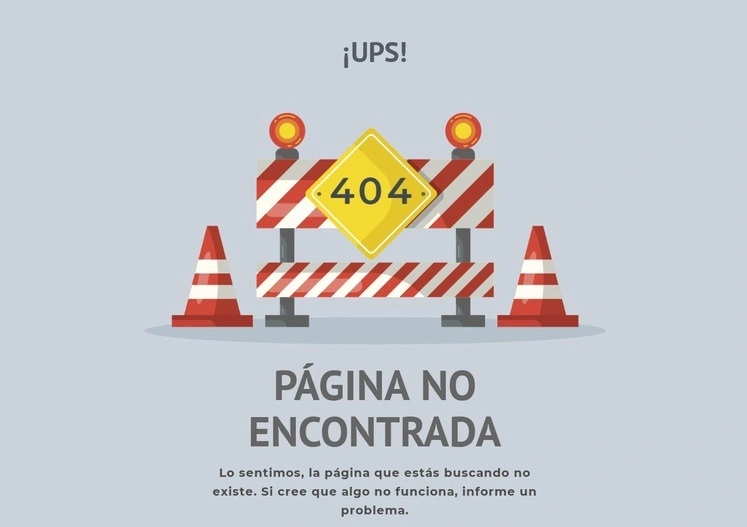 ¡UPS!
404
PÁGINA NO
ENCONTRADA
Lo sentimos, la página que estás buscando no
existe. Si cree que algo no funciona, informe un
problema.